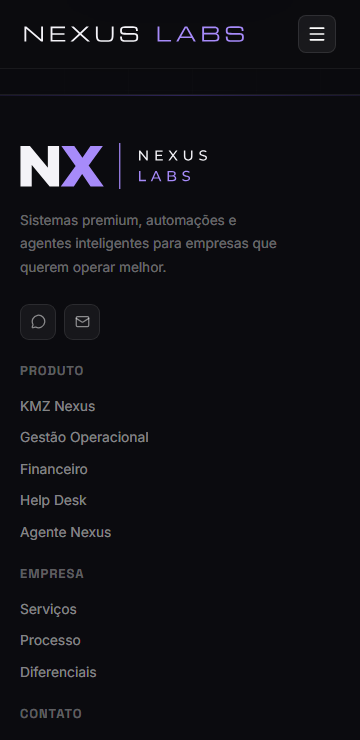 NEXUS LABS
NX
NEXUS
LABS
Sistemas premium, automações e
agentes inteligentes para empresas que
querem operar melhor.
PRODUTO
KMZ Nexus
Gestão Operacional
Financeiro
Help Desk
Agente Nexus
EMPRESA
Serviços
Processo
Diferenciais
CONTATO